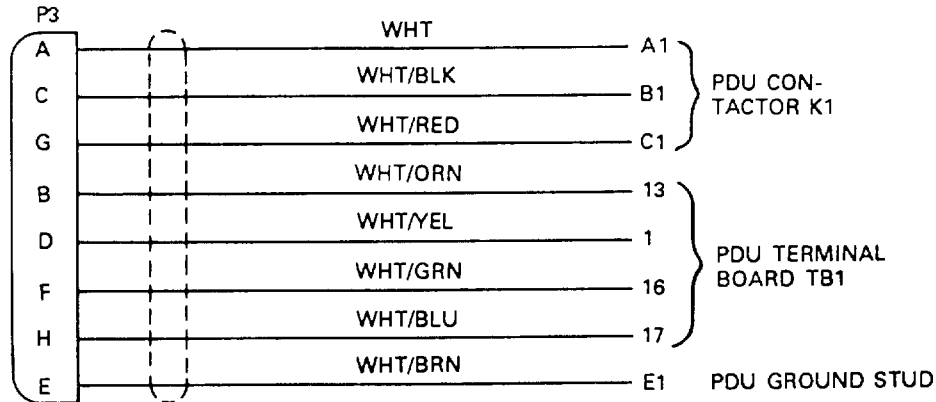 P3
A WHT A1
C WHT/BLK B1
G WHT/RED C1
PDU CON-
TACTOR K1
B WHT/ORN 13
D WHT/YEL 1
F WHT/GRN 16
H WHT/BLU 17
PDU TERMINAL
BOARD TB1
E WHT/BRN E1 PDU GROUND STUD